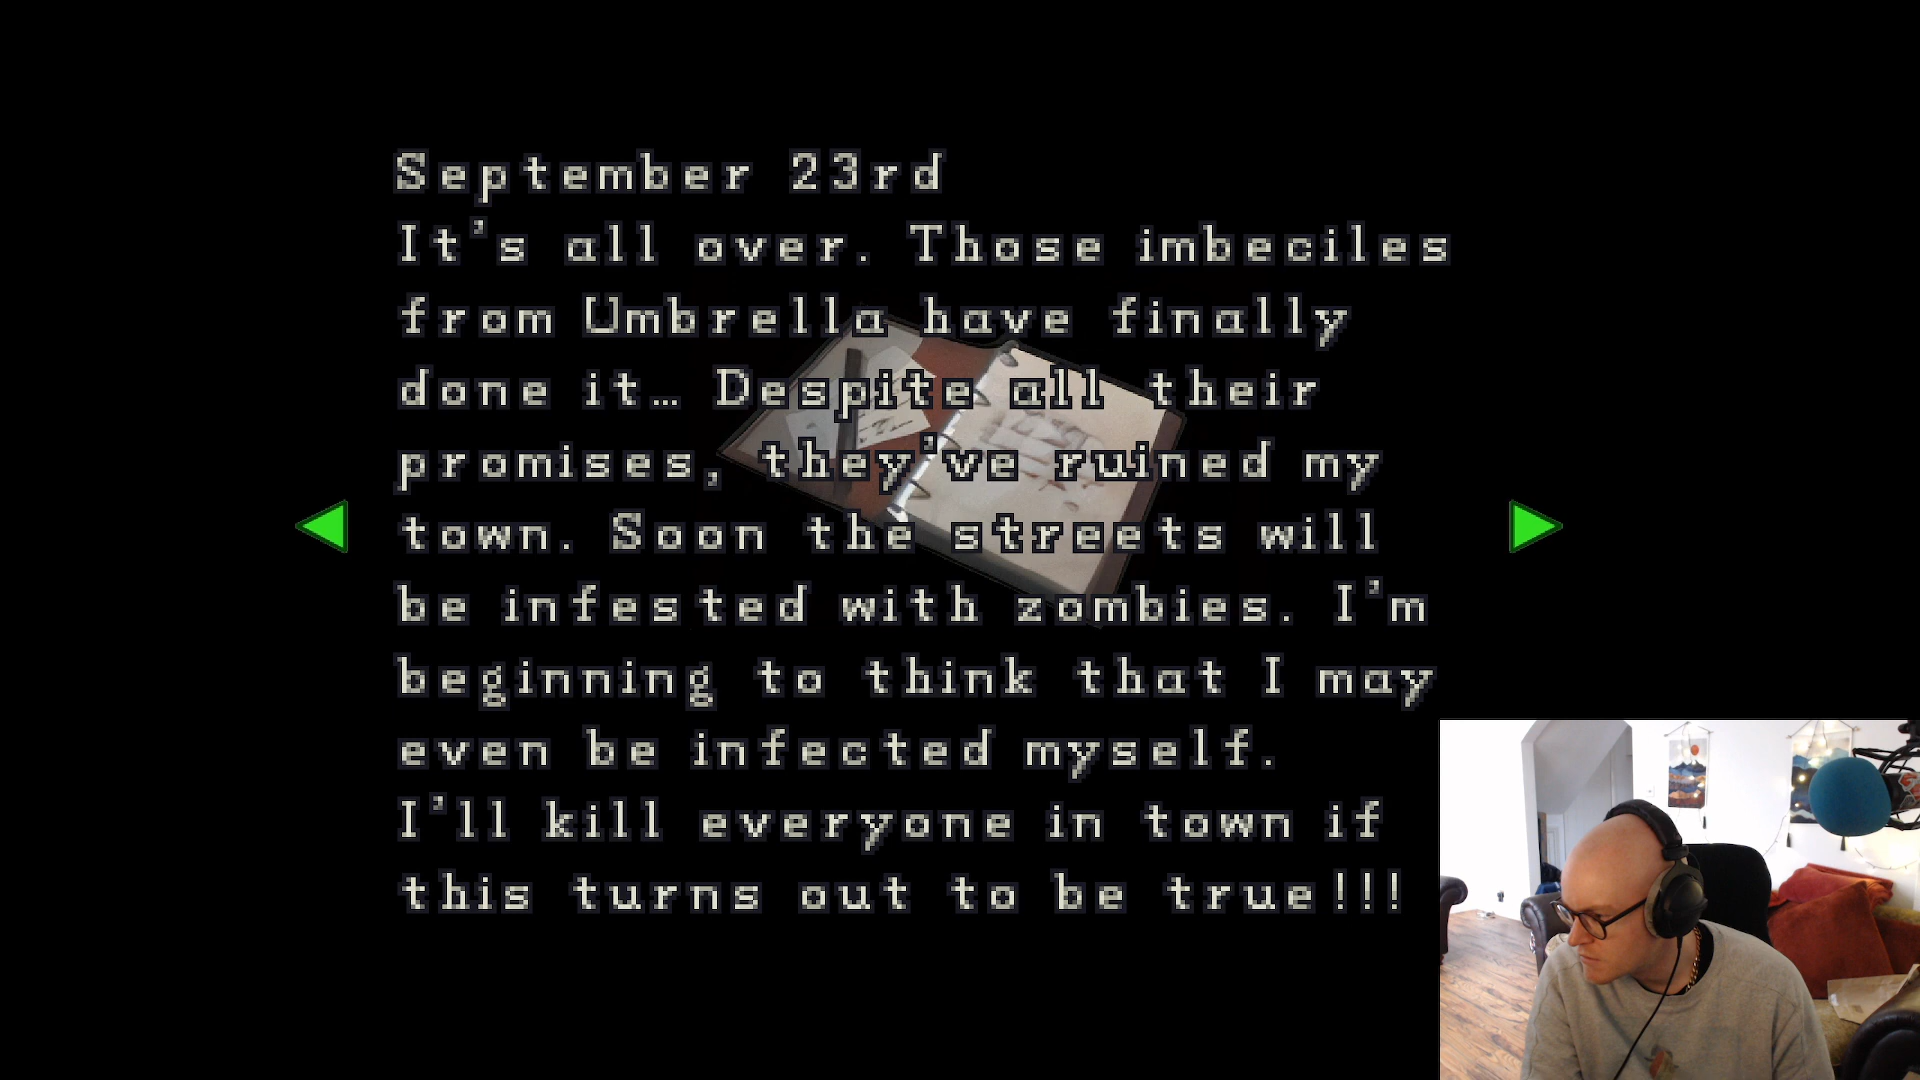 September 23rd
It's all over. Those imbeciles
from Umbrella have finally
done it… Despite all their
promises, they've ruined my
town. Soon the streets will
be infested with zombies. I'm
beginning to think that I may
even be infected myself.
I'll kill everyone in town if
this turns out to be true!!!